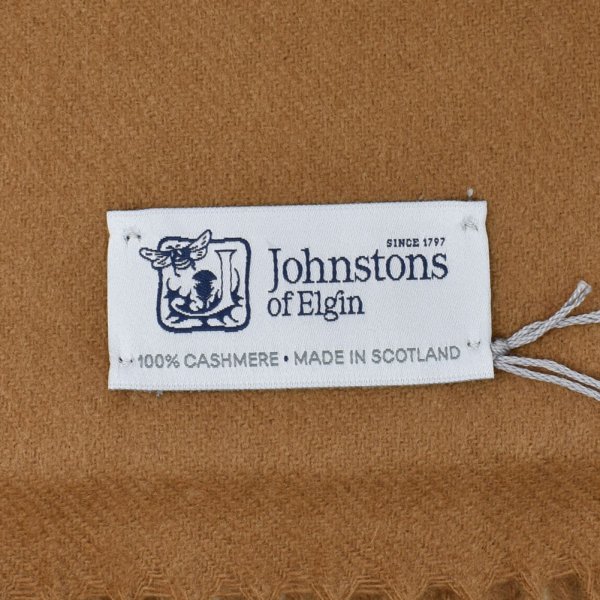 SINCE 1797
Johnstons
of Elgin
100% CASHMERE • MADE IN SCOTLAND